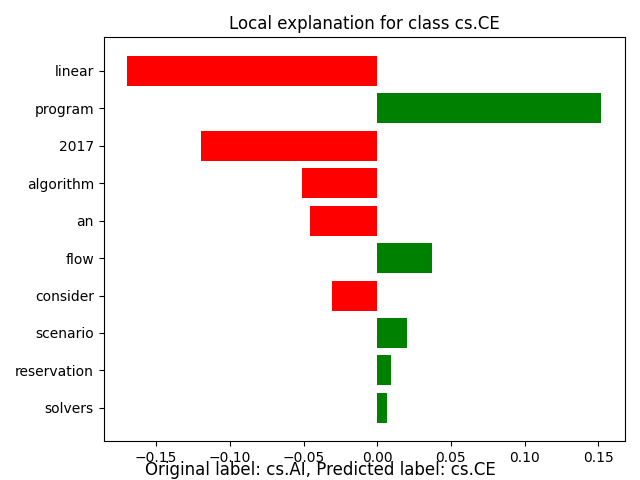 Local explanation for class cs.CE
linear
program
2017
algorithm
an
flow
consider
scenario
reservation
solvers
−0.15 −0.10 −0.05 0.00 0.05 0.10 0.15
Original label: cs.AI, Predicted label: cs.CE